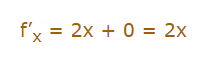 f’x = 2x + 0 = 2x